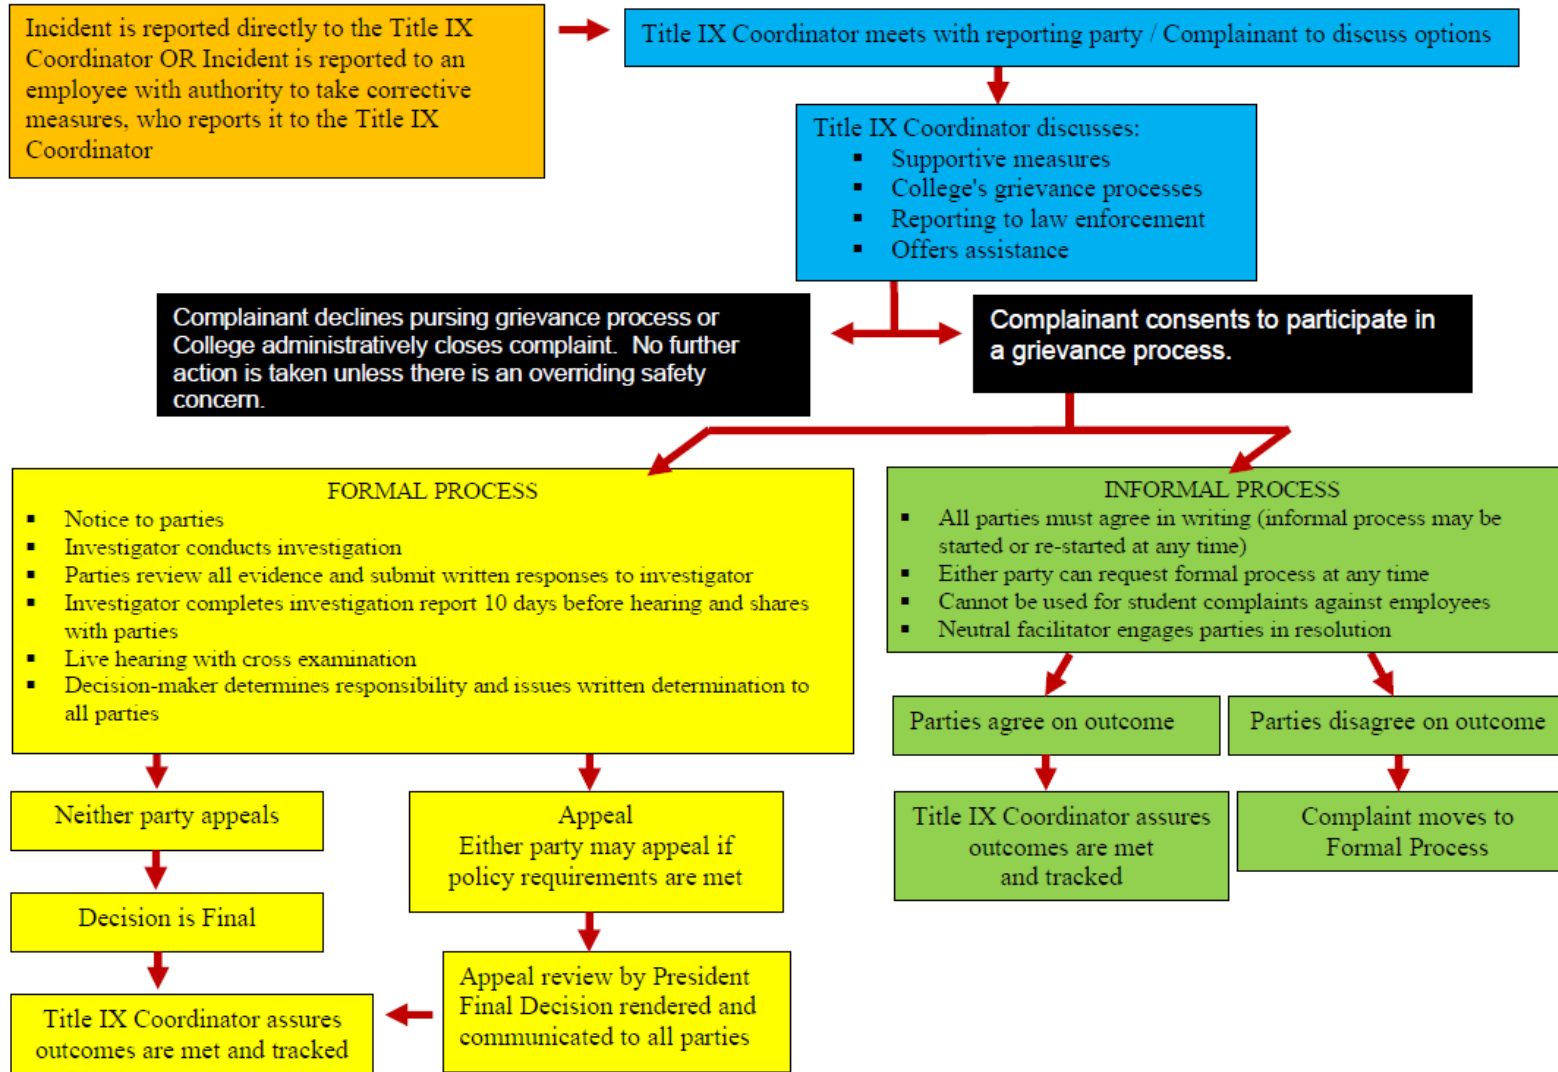 Incident is reported directly to the Title IX
Coordinator OR Incident is reported to an
employee with authority to take corrective
measures, who reports it to the Title IX
Coordinator
Title IX Coordinator meets with reporting party / Complainant to discuss options
Title IX Coordinator discusses:
▪ Supportive measures
▪ College's grievance processes
▪ Reporting to law enforcement
▪ Offers assistance
Complainant declines pursing grievance process or
College administratively closes complaint. No further
action is taken unless there is an overriding safety
concern.
Complainant consents to participate in
a grievance process.
FORMAL PROCESS
▪ Notice to parties
▪ Investigator conducts investigation
▪ Parties review all evidence and submit written responses to investigator
▪ Investigator completes investigation report 10 days before hearing and shares
with parties
▪ Live hearing with cross examination
▪ Decision-maker determines responsibility and issues written determination to
all parties
INFORMAL PROCESS
▪ All parties must agree in writing (informal process may be
started or re-started at any time)
▪ Either party can request formal process at any time
▪ Cannot be used for student complaints against employees
▪ Neutral facilitator engages parties in resolution
Parties agree on outcome
Parties disagree on outcome
Title IX Coordinator assures
outcomes are met
and tracked
Complaint moves to
Formal Process
Neither party appeals
Appeal
Either party may appeal if
policy requirements are met
Decision is Final
Appeal review by President
Final Decision rendered and
communicated to all parties
Title IX Coordinator assures
outcomes are met and tracked